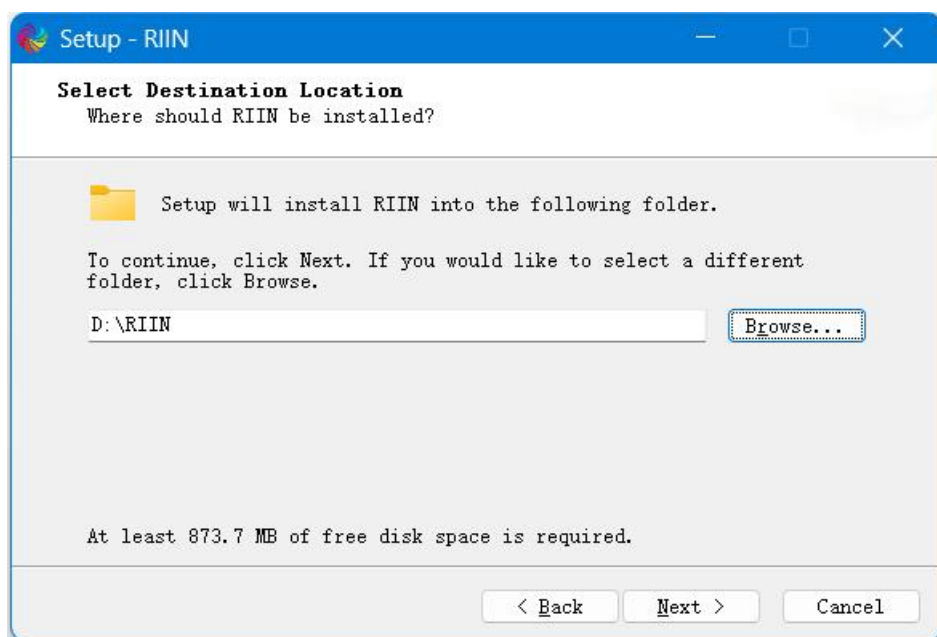 Setup - RIIN
Select Destination Location
Where should RIIN be installed?
Setup will install RIIN into the following folder.
To continue, click Next. If you would like to select a different
folder, click Browse.
D:\RIIN
Browse...
At least 873.7 MB of free disk space is required.
< Back
Next >
Cancel